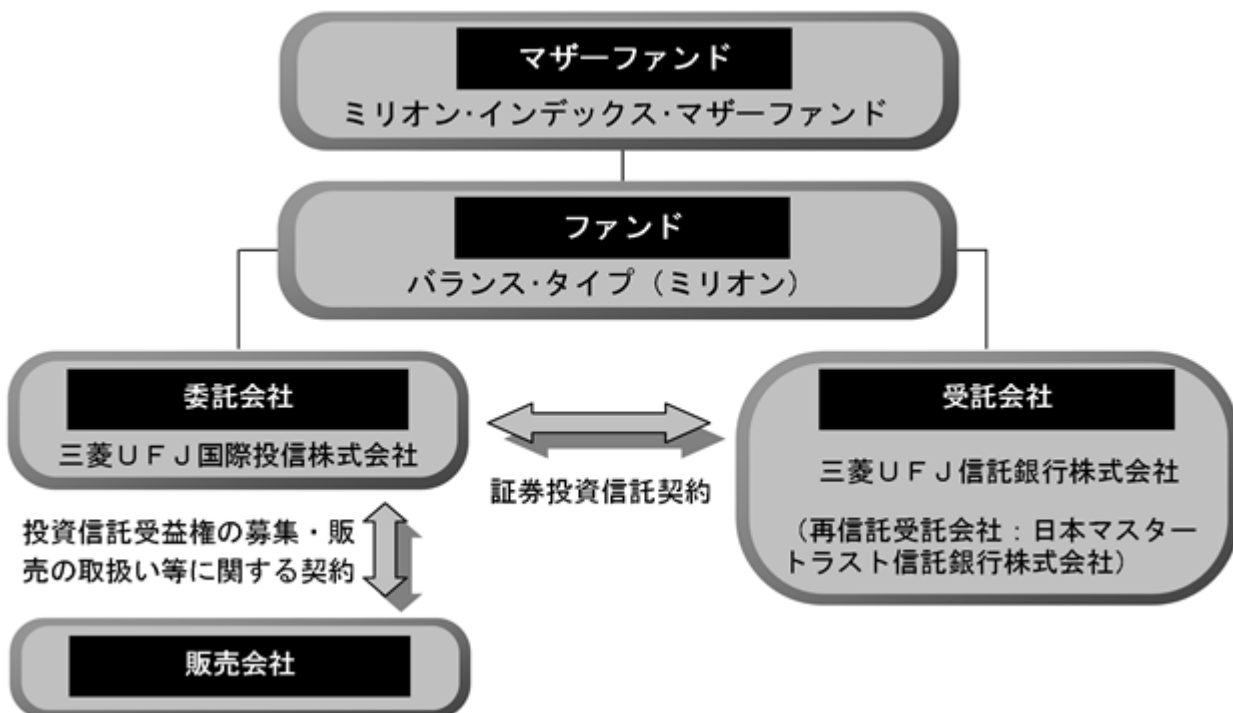 マザーファンド
ミリオン・インデックス・マザーファンド
ファンド
バランス・タイプ（ミリオン）
委託会社
三菱ＵＦＪ国際投信株式会社
証券投資信託契約
受託会社
三菱ＵＦＪ信託銀行株式会社
（再信託受託会社：日本マスター
トラスト信託銀行株式会社）
投資信託受益権の募集・販
売の取扱い等に関する契約
販売会社